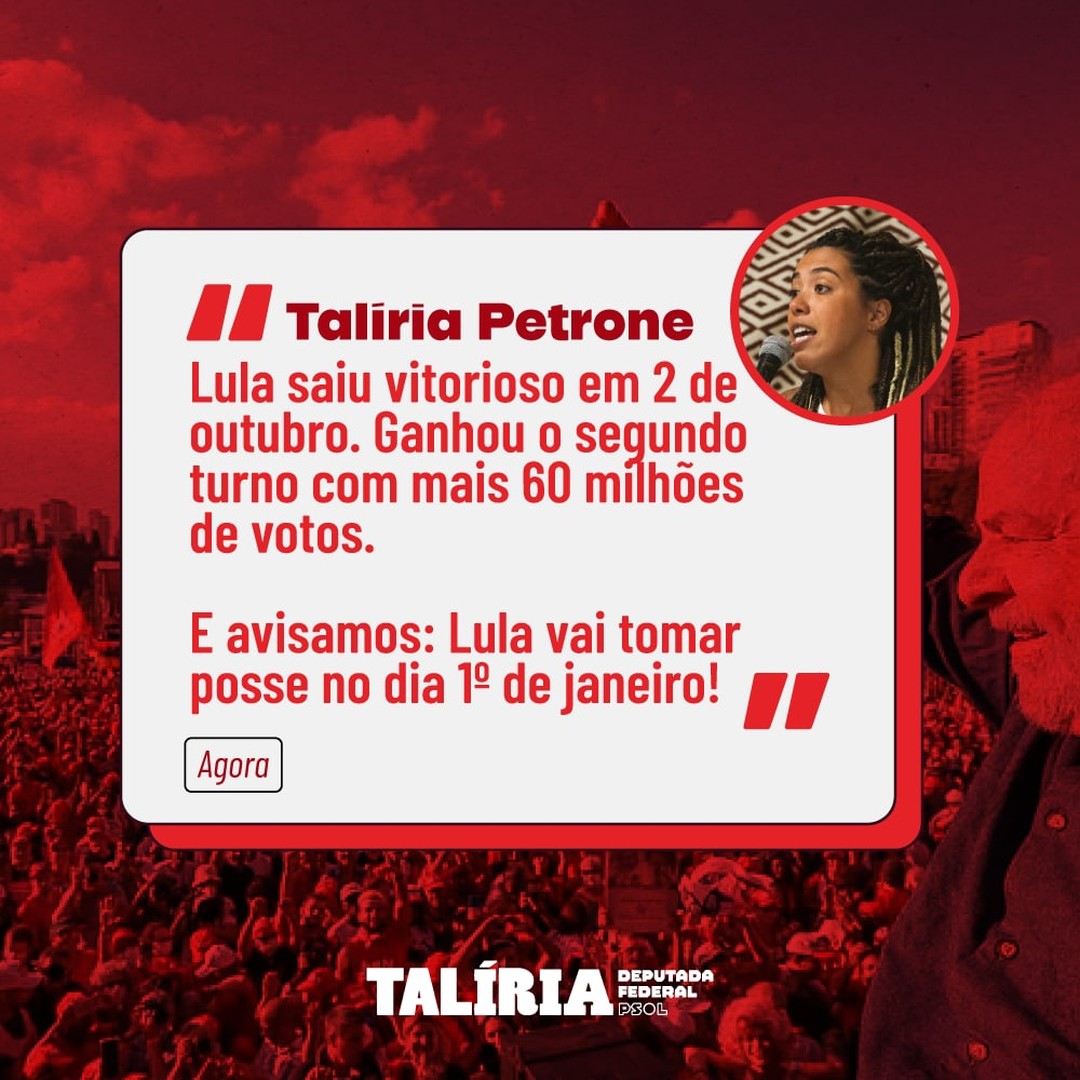 Talíria Petrone
Lula saiu vitorioso em 2 de
outubro. Ganhou o segundo
turno com mais 60 milhões
de votos.
E avisamos: Lula vai tomar
posse no dia 1º de janeiro!
Agora
TALÍRIA
DEPUTADA
FEDERAL
PSOL